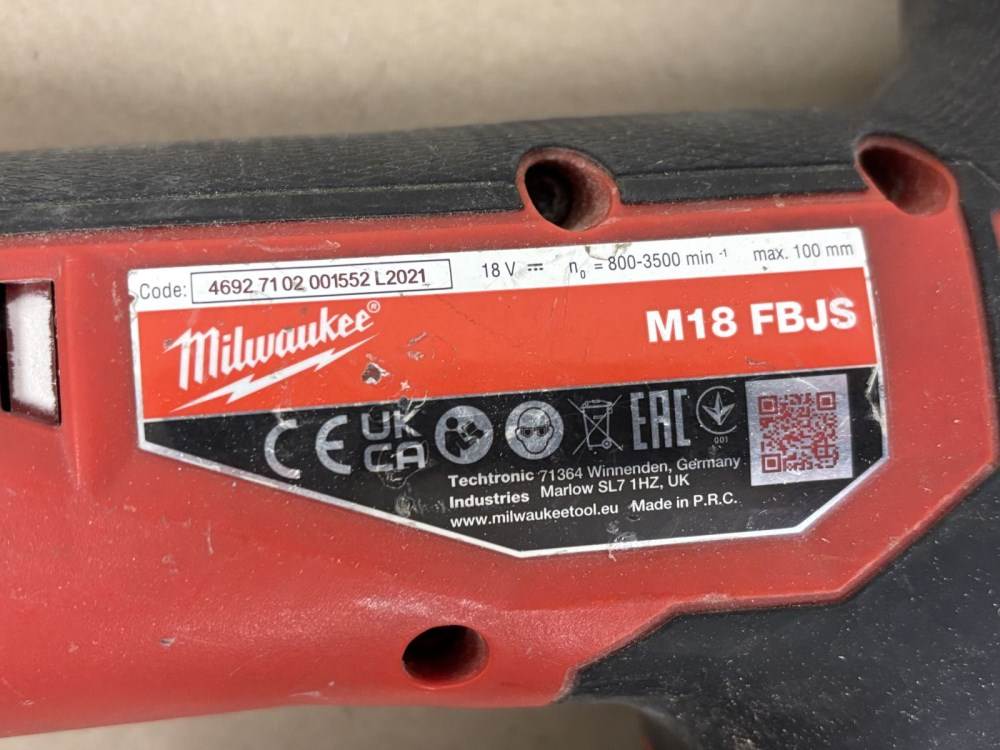 Code: 4692 71 02 001552 L2021 18 V ⎓ n₀ = 800-3500 min ⁻¹ max. 100 mm
Milwaukee® M18 FBJS
CE UK CA EAC 001
Techtronic 71364 Winnenden, Germany
Industries Marlow SL7 1HZ, UK
www.milwaukeetool.eu Made in P.R.C.